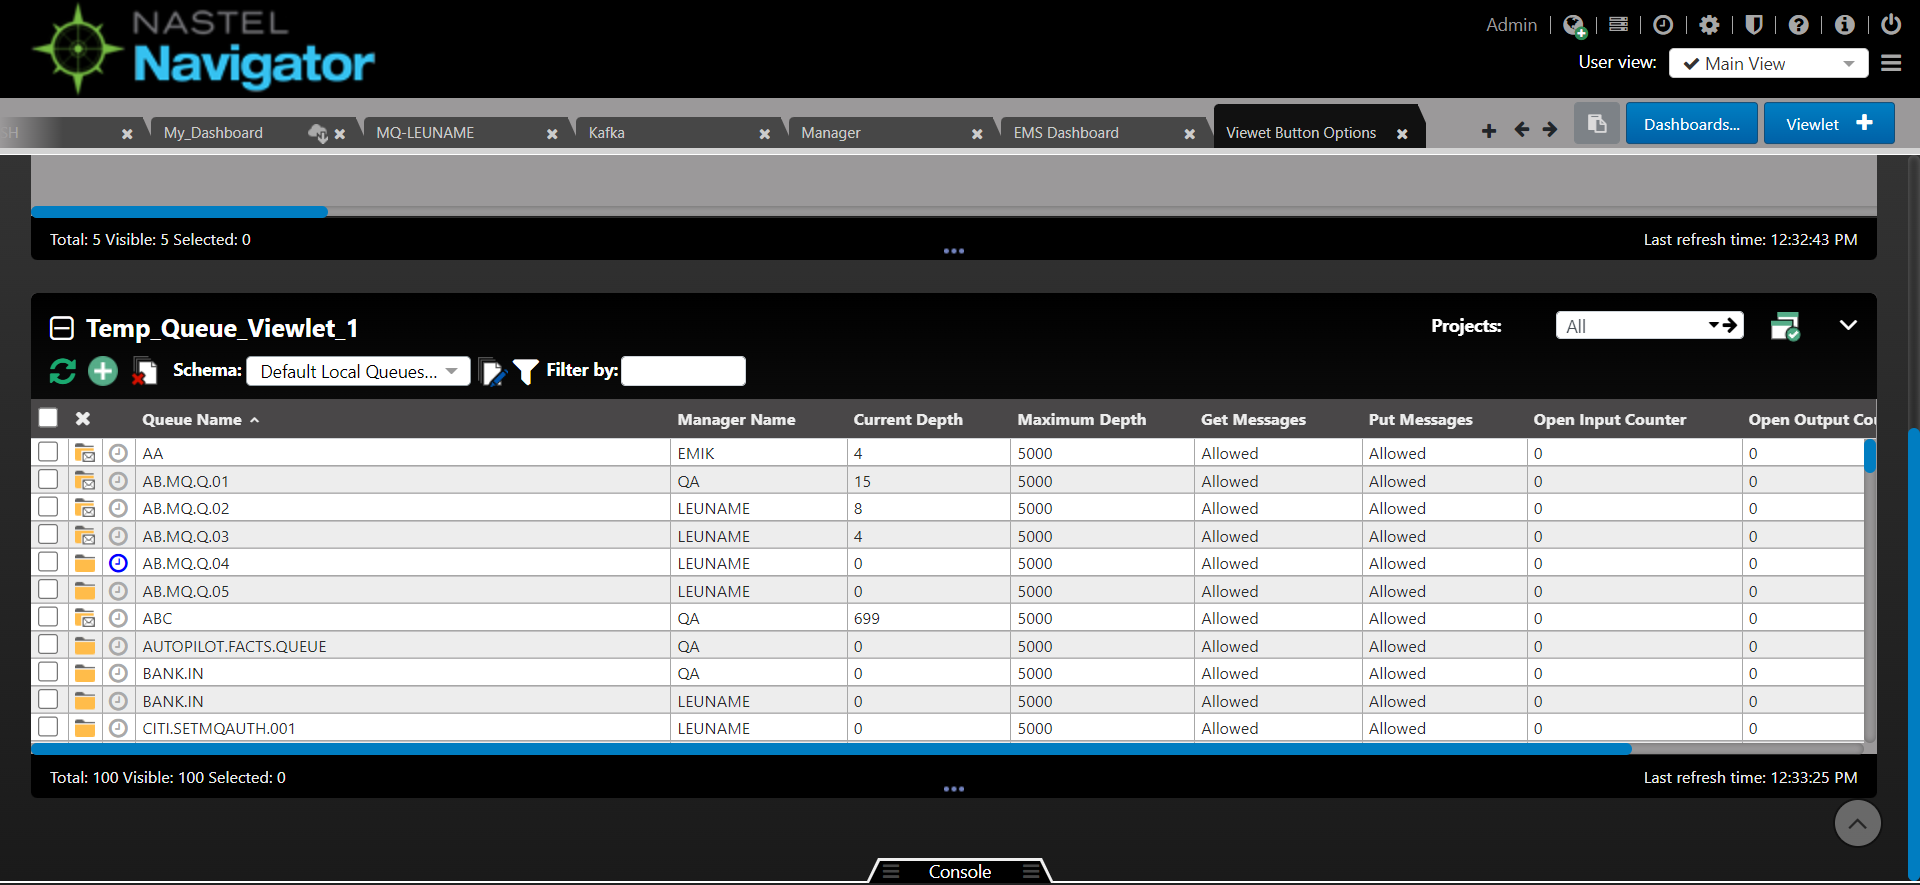 NASTEL
Navigator
Admin
User view: Main View
SH My_Dashboard MQ-LEUNAME Kafka Manager EMS Dashboard Viewet Button Options Dashboards... Viewlet
Total: 5 Visible: 5 Selected: 0 Last refresh time: 12:32:43 PM
Temp_Queue_Viewlet_1 Projects: All
Schema: Default Local Queues... Filter by:
Queue Name Manager Name Current Depth Maximum Depth Get Messages Put Messages Open Input Counter Open Output Cou
AA EMIK 4 5000 Allowed Allowed 0 0
AB.MQ.Q.01 QA 15 5000 Allowed Allowed 0 0
AB.MQ.Q.02 LEUNAME 8 5000 Allowed Allowed 0 0
AB.MQ.Q.03 LEUNAME 4 5000 Allowed Allowed 0 0
AB.MQ.Q.04 LEUNAME 0 5000 Allowed Allowed 0 0
AB.MQ.Q.05 LEUNAME 0 5000 Allowed Allowed 0 0
ABC QA 699 5000 Allowed Allowed 0 0
AUTOPILOT.FACTS.QUEUE QA 0 5000 Allowed Allowed 0 0
BANK.IN QA 0 5000 Allowed Allowed 0 0
BANK.IN LEUNAME 0 5000 Allowed Allowed 0 0
CITI.SETMQAUTH.001 LEUNAME 0 5000 Allowed Allowed 0 0
Total: 100 Visible: 100 Selected: 0 Last refresh time: 12:33:25 PM
Console